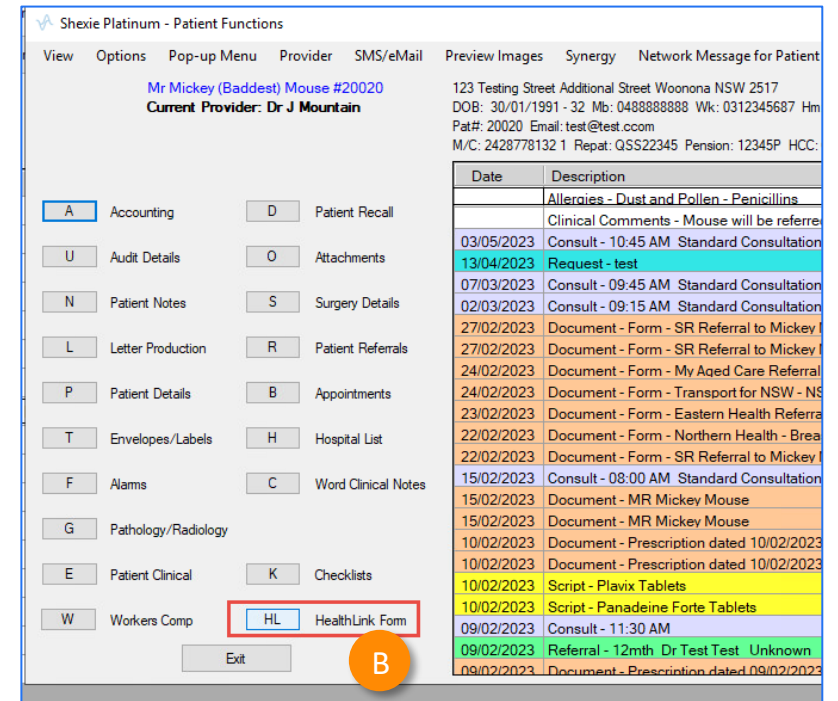 Shexie Platinum - Patient Functions
View Options Pop-up Menu Provider SMS/eMail Preview Images Synergy Network Message for Patient
Mr Mickey (Baddest) Mouse #20020
Current Provider: Dr J Mountain
123 Testing Street Additional Street Woonona NSW 2517
DOB: 30/01/1991 - 32 Mb: 0488888888 Wk: 0312345687 Hm
Pat#: 20020 Email: test@test.ccom
M/C: 2428778132 1 Repat: QSS22345 Pension: 12345P HCC:
A Accounting D Patient Recall
U Audit Details O Attachments
N Patient Notes S Surgery Details
L Letter Production R Patient Referrals
P Patient Details B Appointments
T Envelopes/Labels H Hospital List
F Alarms C Word Clinical Notes
G Pathology/Radiology
E Patient Clinical K Checklists
W Workers Comp HL HealthLink Form
Exit
B
Date Description
Allergies - Dust and Pollen - Penicillins
Clinical Comments - Mouse will be referre
03/05/2023 Consult - 10:45 AM Standard Consultation
13/04/2023 Request - test
07/03/2023 Consult - 09:45 AM Standard Consultation
02/03/2023 Consult - 09:15 AM Standard Consultation
27/02/2023 Document - Form - SR Referral to Mickey
27/02/2023 Document - Form - SR Referral to Mickey
24/02/2023 Document - Form - My Aged Care Referral
24/02/2023 Document - Form - Transport for NSW - NS
23/02/2023 Document - Form - Eastern Health Referra
22/02/2023 Document - Form - Northern Health - Brea
22/02/2023 Document - Form - SR Referral to Mickey
15/02/2023 Consult - 08:00 AM Standard Consultation
15/02/2023 Document - MR Mickey Mouse
15/02/2023 Document - MR Mickey Mouse
10/02/2023 Document - Prescription dated 10/02/2023
10/02/2023 Document - Prescription dated 10/02/2023
10/02/2023 Script - Plavix Tablets
10/02/2023 Script - Panadeine Forte Tablets
09/02/2023 Consult - 11:30 AM
09/02/2023 Referral - 12mth Dr Test Test Unknown
09/02/2023 Document - Prescription dated 09/02/2023